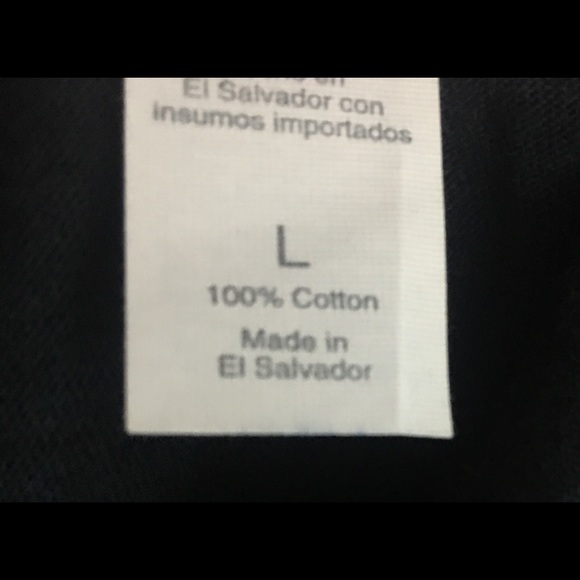 El Salvador con
insumos importados
L
100% Cotton
Made in
El Salvador